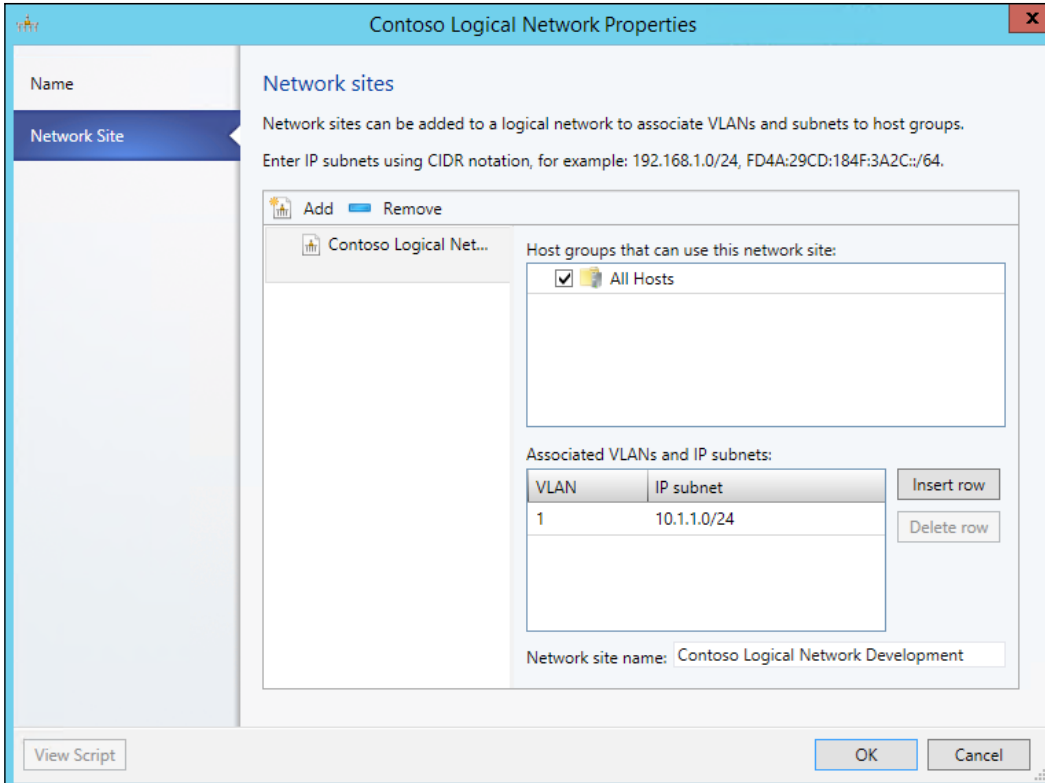 Contoso Logical Network Properties
x
Name
Network Site
Network sites
Network sites can be added to a logical network to associate VLANs and subnets to host groups.
Enter IP subnets using CIDR notation, for example: 192.168.1.0/24, FD4A:29CD:184F:3A2C::/64.
Add Remove
Contoso Logical Net...
Host groups that can use this network site:
All Hosts
Associated VLANs and IP subnets:
VLAN IP subnet
1 10.1.1.0/24
Insert row
Delete row
Network site name: Contoso Logical Network Development
View Script
OK
Cancel